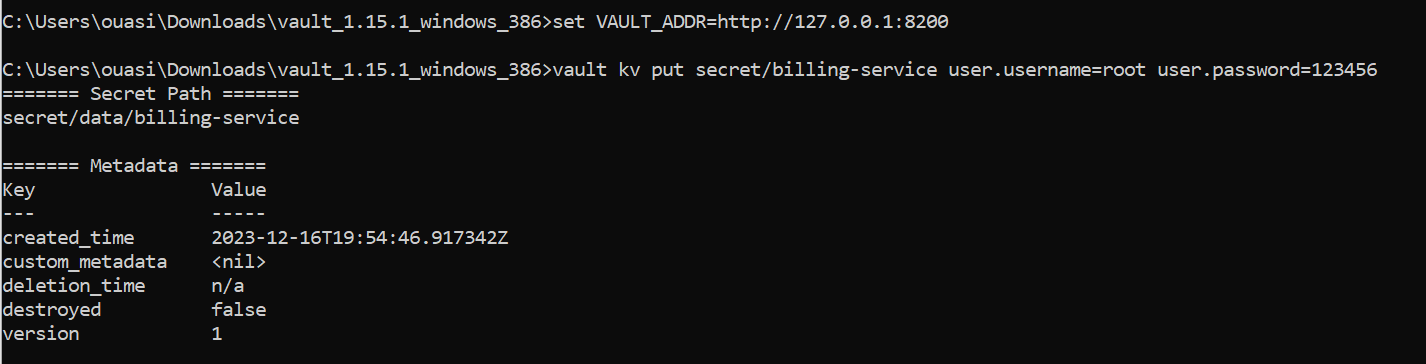 C:\Users\ouasi\Downloads\vault_1.15.1_windows_386>set VAULT_ADDR=http://127.0.0.1:8200
C:\Users\ouasi\Downloads\vault_1.15.1_windows_386>vault kv put secret/billing-service user.username=root user.password=123456
======= Secret Path =======
secret/data/billing-service
======= Metadata =======
Key Value
--- -----
created_time 2023-12-16T19:54:46.917342Z
custom_metadata <nil>
deletion_time n/a
destroyed false
version 1